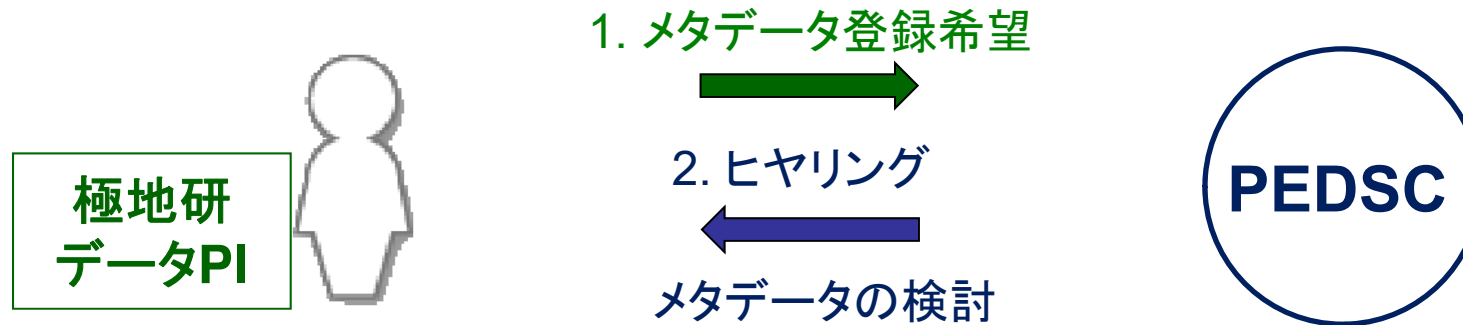 1. メタデータ登録希望
2. ヒヤリング
メタデータの検討
極地研
データPI
PEDSC